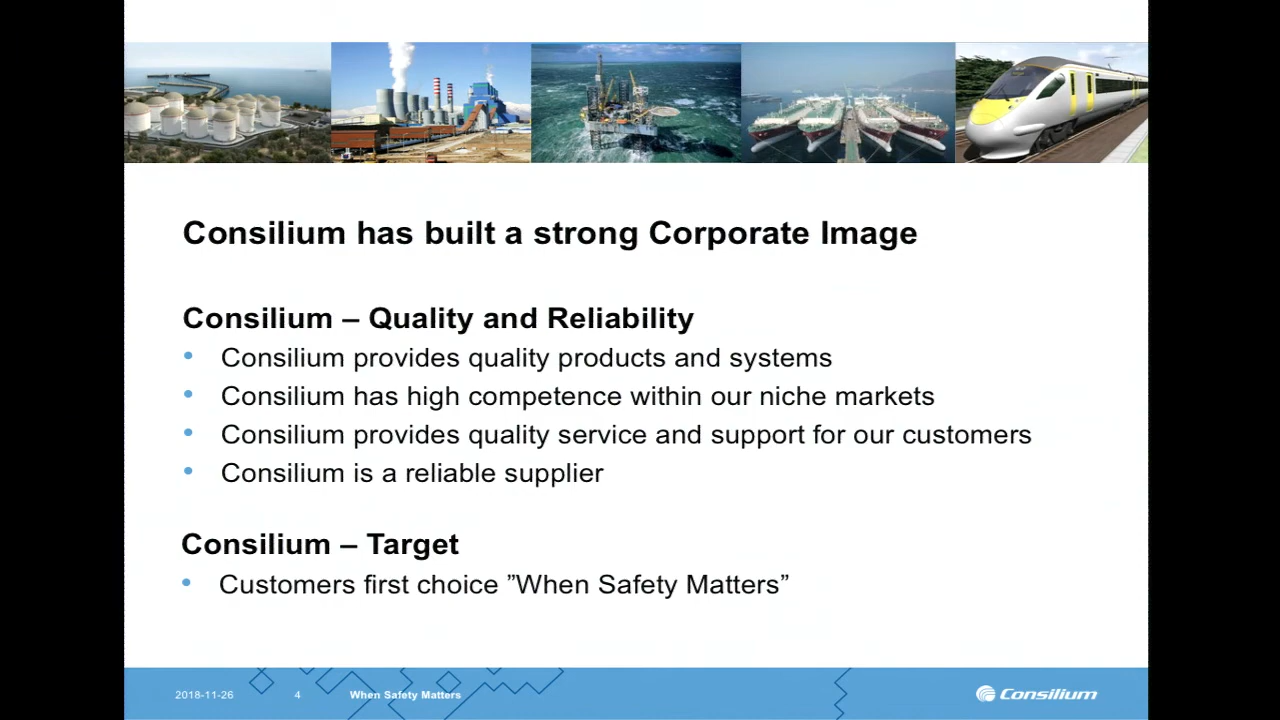 Consilium has built a strong Corporate Image
Consilium – Quality and Reliability
• Consilium provides quality products and systems
• Consilium has high competence within our niche markets
• Consilium provides quality service and support for our customers
• Consilium is a reliable supplier
Consilium – Target
• Customers first choice ”When Safety Matters”
2018-11-26 4 When Safety Matters Consilium